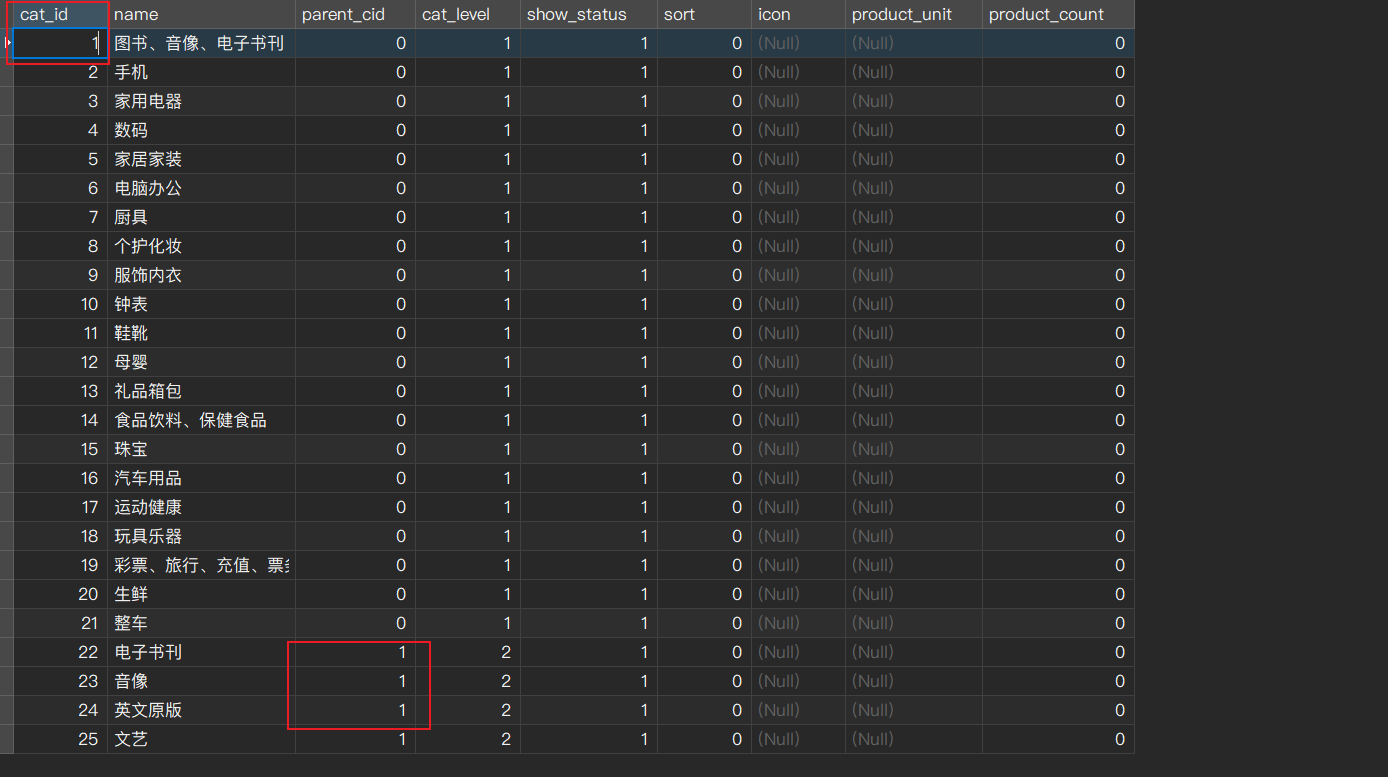 cat_id name parent_cid cat_level show_status sort icon product_unit product_count
1 图书、音像、电子书刊 0 1 1 0 (Null) (Null) 0
2 手机 0 1 1 0 (Null) (Null) 0
3 家用电器 0 1 1 0 (Null) (Null) 0
4 数码 0 1 1 0 (Null) (Null) 0
5 家居家装 0 1 1 0 (Null) (Null) 0
6 电脑办公 0 1 1 0 (Null) (Null) 0
7 厨具 0 1 1 0 (Null) (Null) 0
8 个护化妆 0 1 1 0 (Null) (Null) 0
9 服饰内衣 0 1 1 0 (Null) (Null) 0
10 钟表 0 1 1 0 (Null) (Null) 0
11 鞋靴 0 1 1 0 (Null) (Null) 0
12 母婴 0 1 1 0 (Null) (Null) 0
13 礼品箱包 0 1 1 0 (Null) (Null) 0
14 食品饮料、保健食品 0 1 1 0 (Null) (Null) 0
15 珠宝 0 1 1 0 (Null) (Null) 0
16 汽车用品 0 1 1 0 (Null) (Null) 0
17 运动健康 0 1 1 0 (Null) (Null) 0
18 玩具乐器 0 1 1 0 (Null) (Null) 0
19 彩票、旅行、充值、票 0 1 1 0 (Null) (Null) 0
20 生鲜 0 1 1 0 (Null) (Null) 0
21 整车 0 1 1 0 (Null) (Null) 0
22 电子书刊 1 2 1 0 (Null) (Null) 0
23 音像 1 2 1 0 (Null) (Null) 0
24 英文原版 1 2 1 0 (Null) (Null) 0
25 文艺 1 2 1 0 (Null) (Null) 0